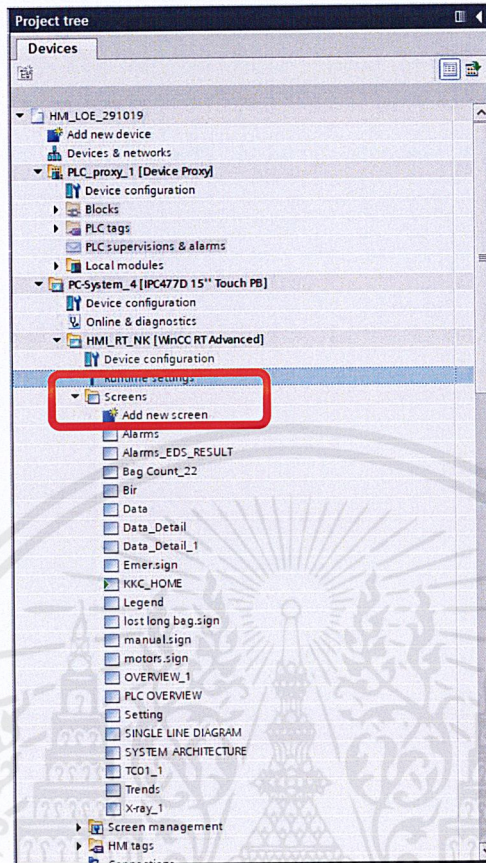 Project tree
Devices
HMI_LOE_291019
Add new device
Devices & networks
PLC_proxy_1 [Device Proxy]
Device configuration
Blocks
PLC tags
PLC supervisions & alarms
Local modules
PC-System_4 [IPC477D 15'' Touch PB]
Device configuration
Online & diagnostics
HMI_RT_NK [WinCC RT Advanced]
Device configuration
Runtime settings
Screens
Add new screen
Alarms
Alarms_EDS_RESULT
Bag Count_22
Bir
Data
Data_Detail
Data_Detail_1
Emer.sign
KKC_HOME
Legend
lost long bag.sign
manual.sign
motors.sign
OVERVIEW_1
PLC OVERVIEW
Setting
SINGLE LINE DIAGRAM
SYSTEM ARCHITECTURE
TC01_1
Trends
X-ray_1
Screen management
HMI tags
Connections